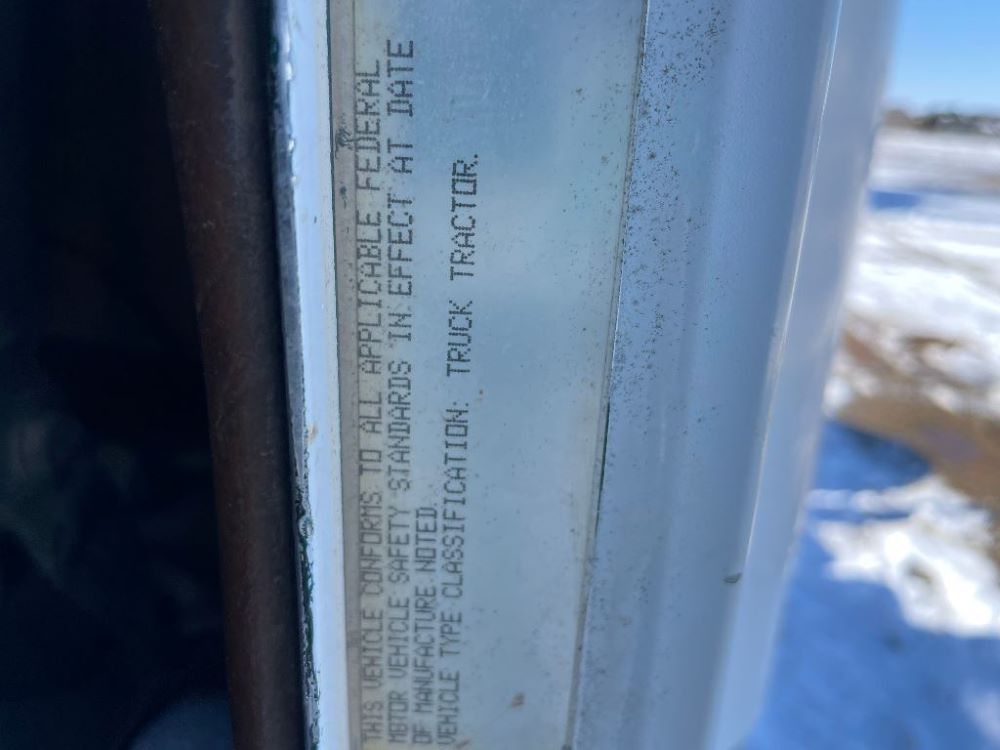 THIS VEHICLE CONFORMS TO ALL APPLICABLE FEDERAL
MOTOR VEHICLE SAFETY STANDARDS IN EFFECT AT DATE
OF MANUFACTURE NOTED.
VEHICLE TYPE CLASSIFICATION: TRUCK TRACTOR.